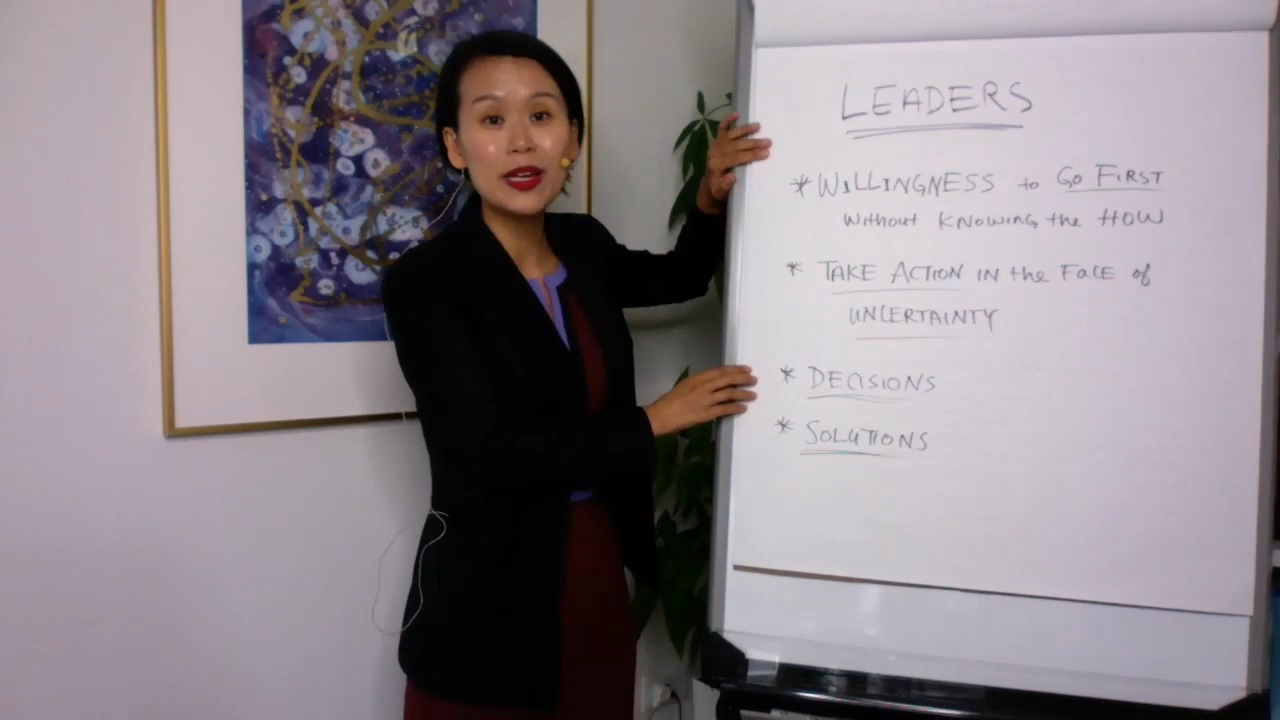 LEADERS
* WILLINGNESS to GO FIRST
without KNOWING the HOW
* TAKE ACTION IN the FACE of
UNCERTAINTY
* DECISIONS
* SOLUTIONS